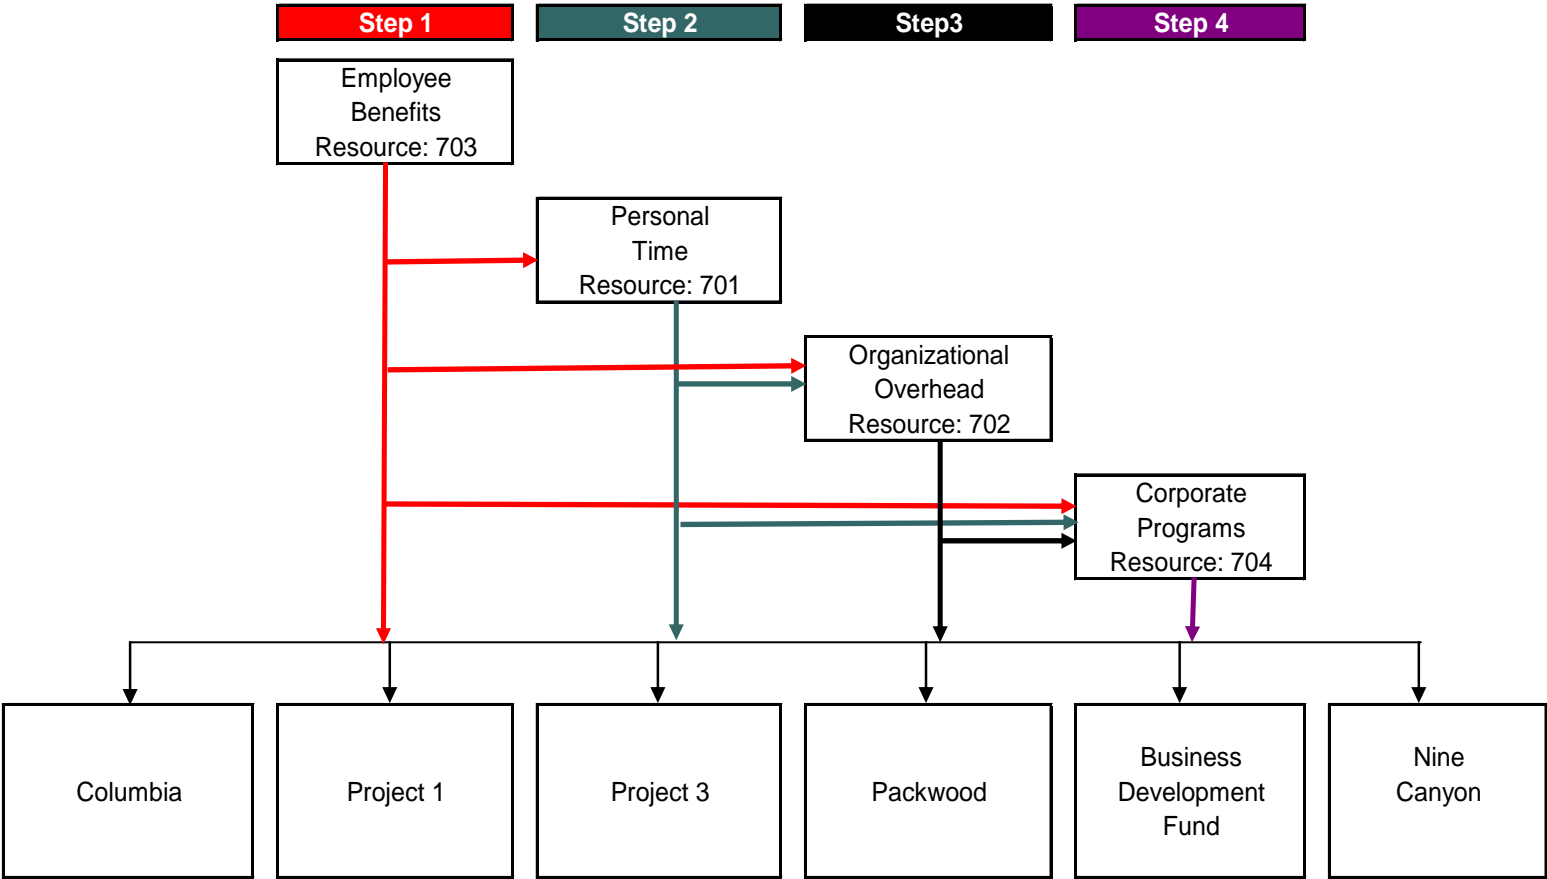 Step 1
Step 2
Step3
Step 4
Employee
Benefits
Resource: 703
Personal
Time
Resource: 701
Organizational
Overhead
Resource: 702
Corporate
Programs
Resource: 704
Columbia
Project 1
Project 3
Packwood
Business
Development
Fund
Nine
Canyon